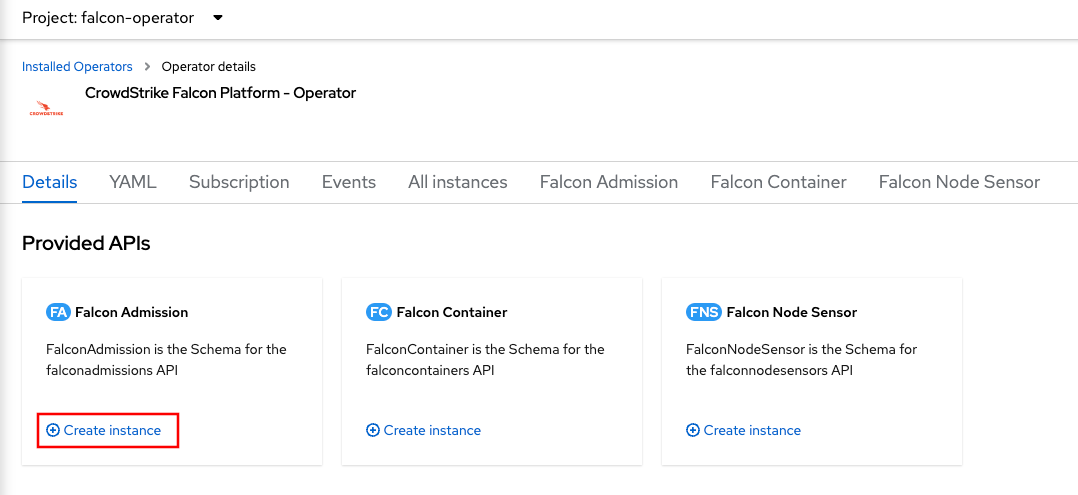 Project: falcon-operator
Installed Operators > Operator details
CROWDSTRIKE
CrowdStrike Falcon Platform - Operator
Details YAML Subscription Events All instances Falcon Admission Falcon Container Falcon Node Sensor
Provided APIs
FA Falcon Admission
FalconAdmission is the Schema for the
falconadmissions API
Create instance
FC Falcon Container
FalconContainer is the Schema for the
falconcontainers API
Create instance
FNS Falcon Node Sensor
FalconNodeSensor is the Schema for
the falconnodesensors API
Create instance